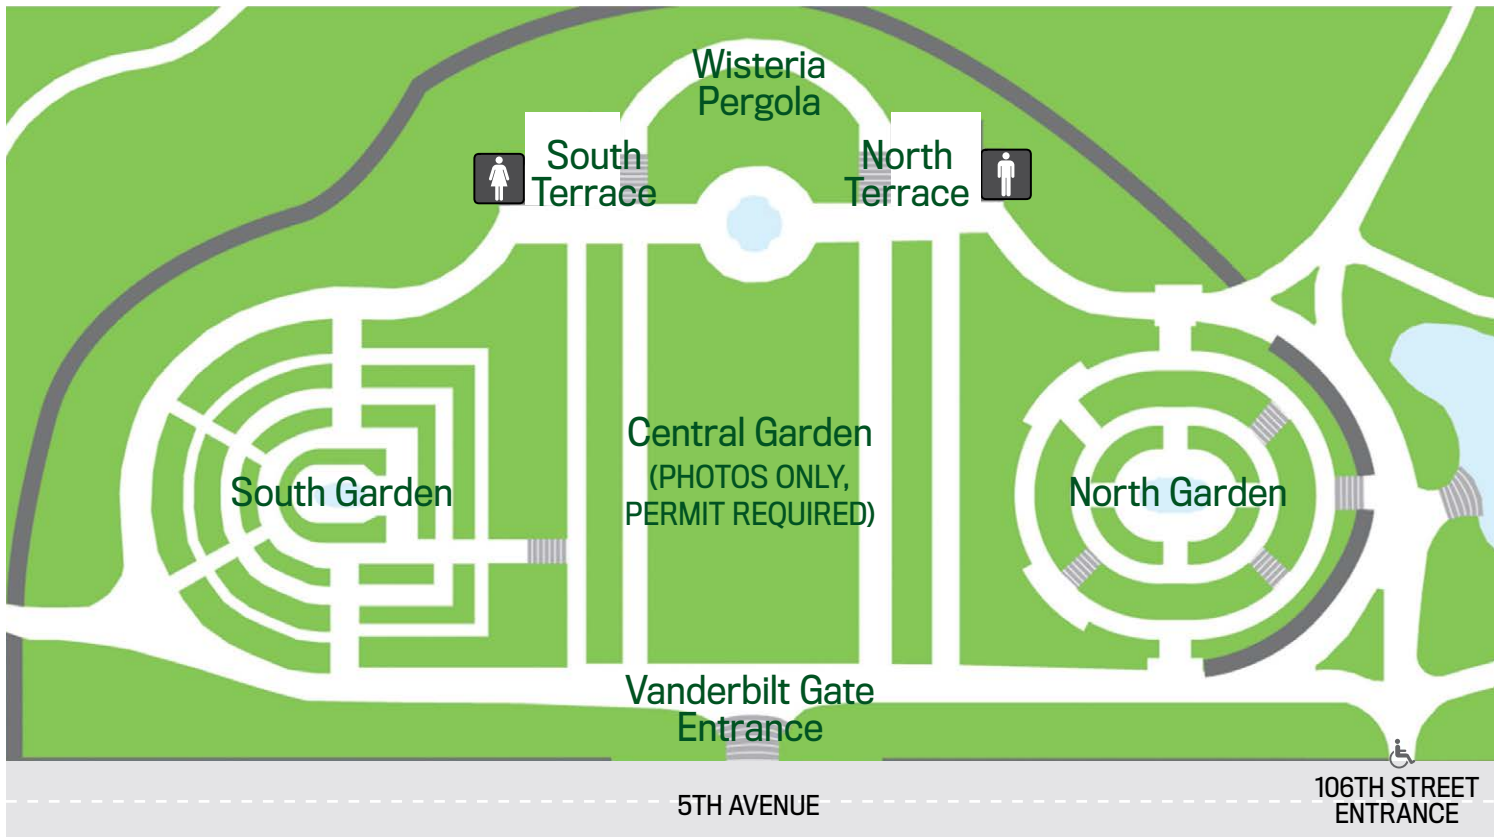 Wisteria
Pergola
South
Terrace
North
Terrace
Central Garden
(PHOTOS ONLY,
PERMIT REQUIRED)
South Garden
North Garden
Vanderbilt Gate
Entrance
5TH AVENUE
106TH STREET
ENTRANCE